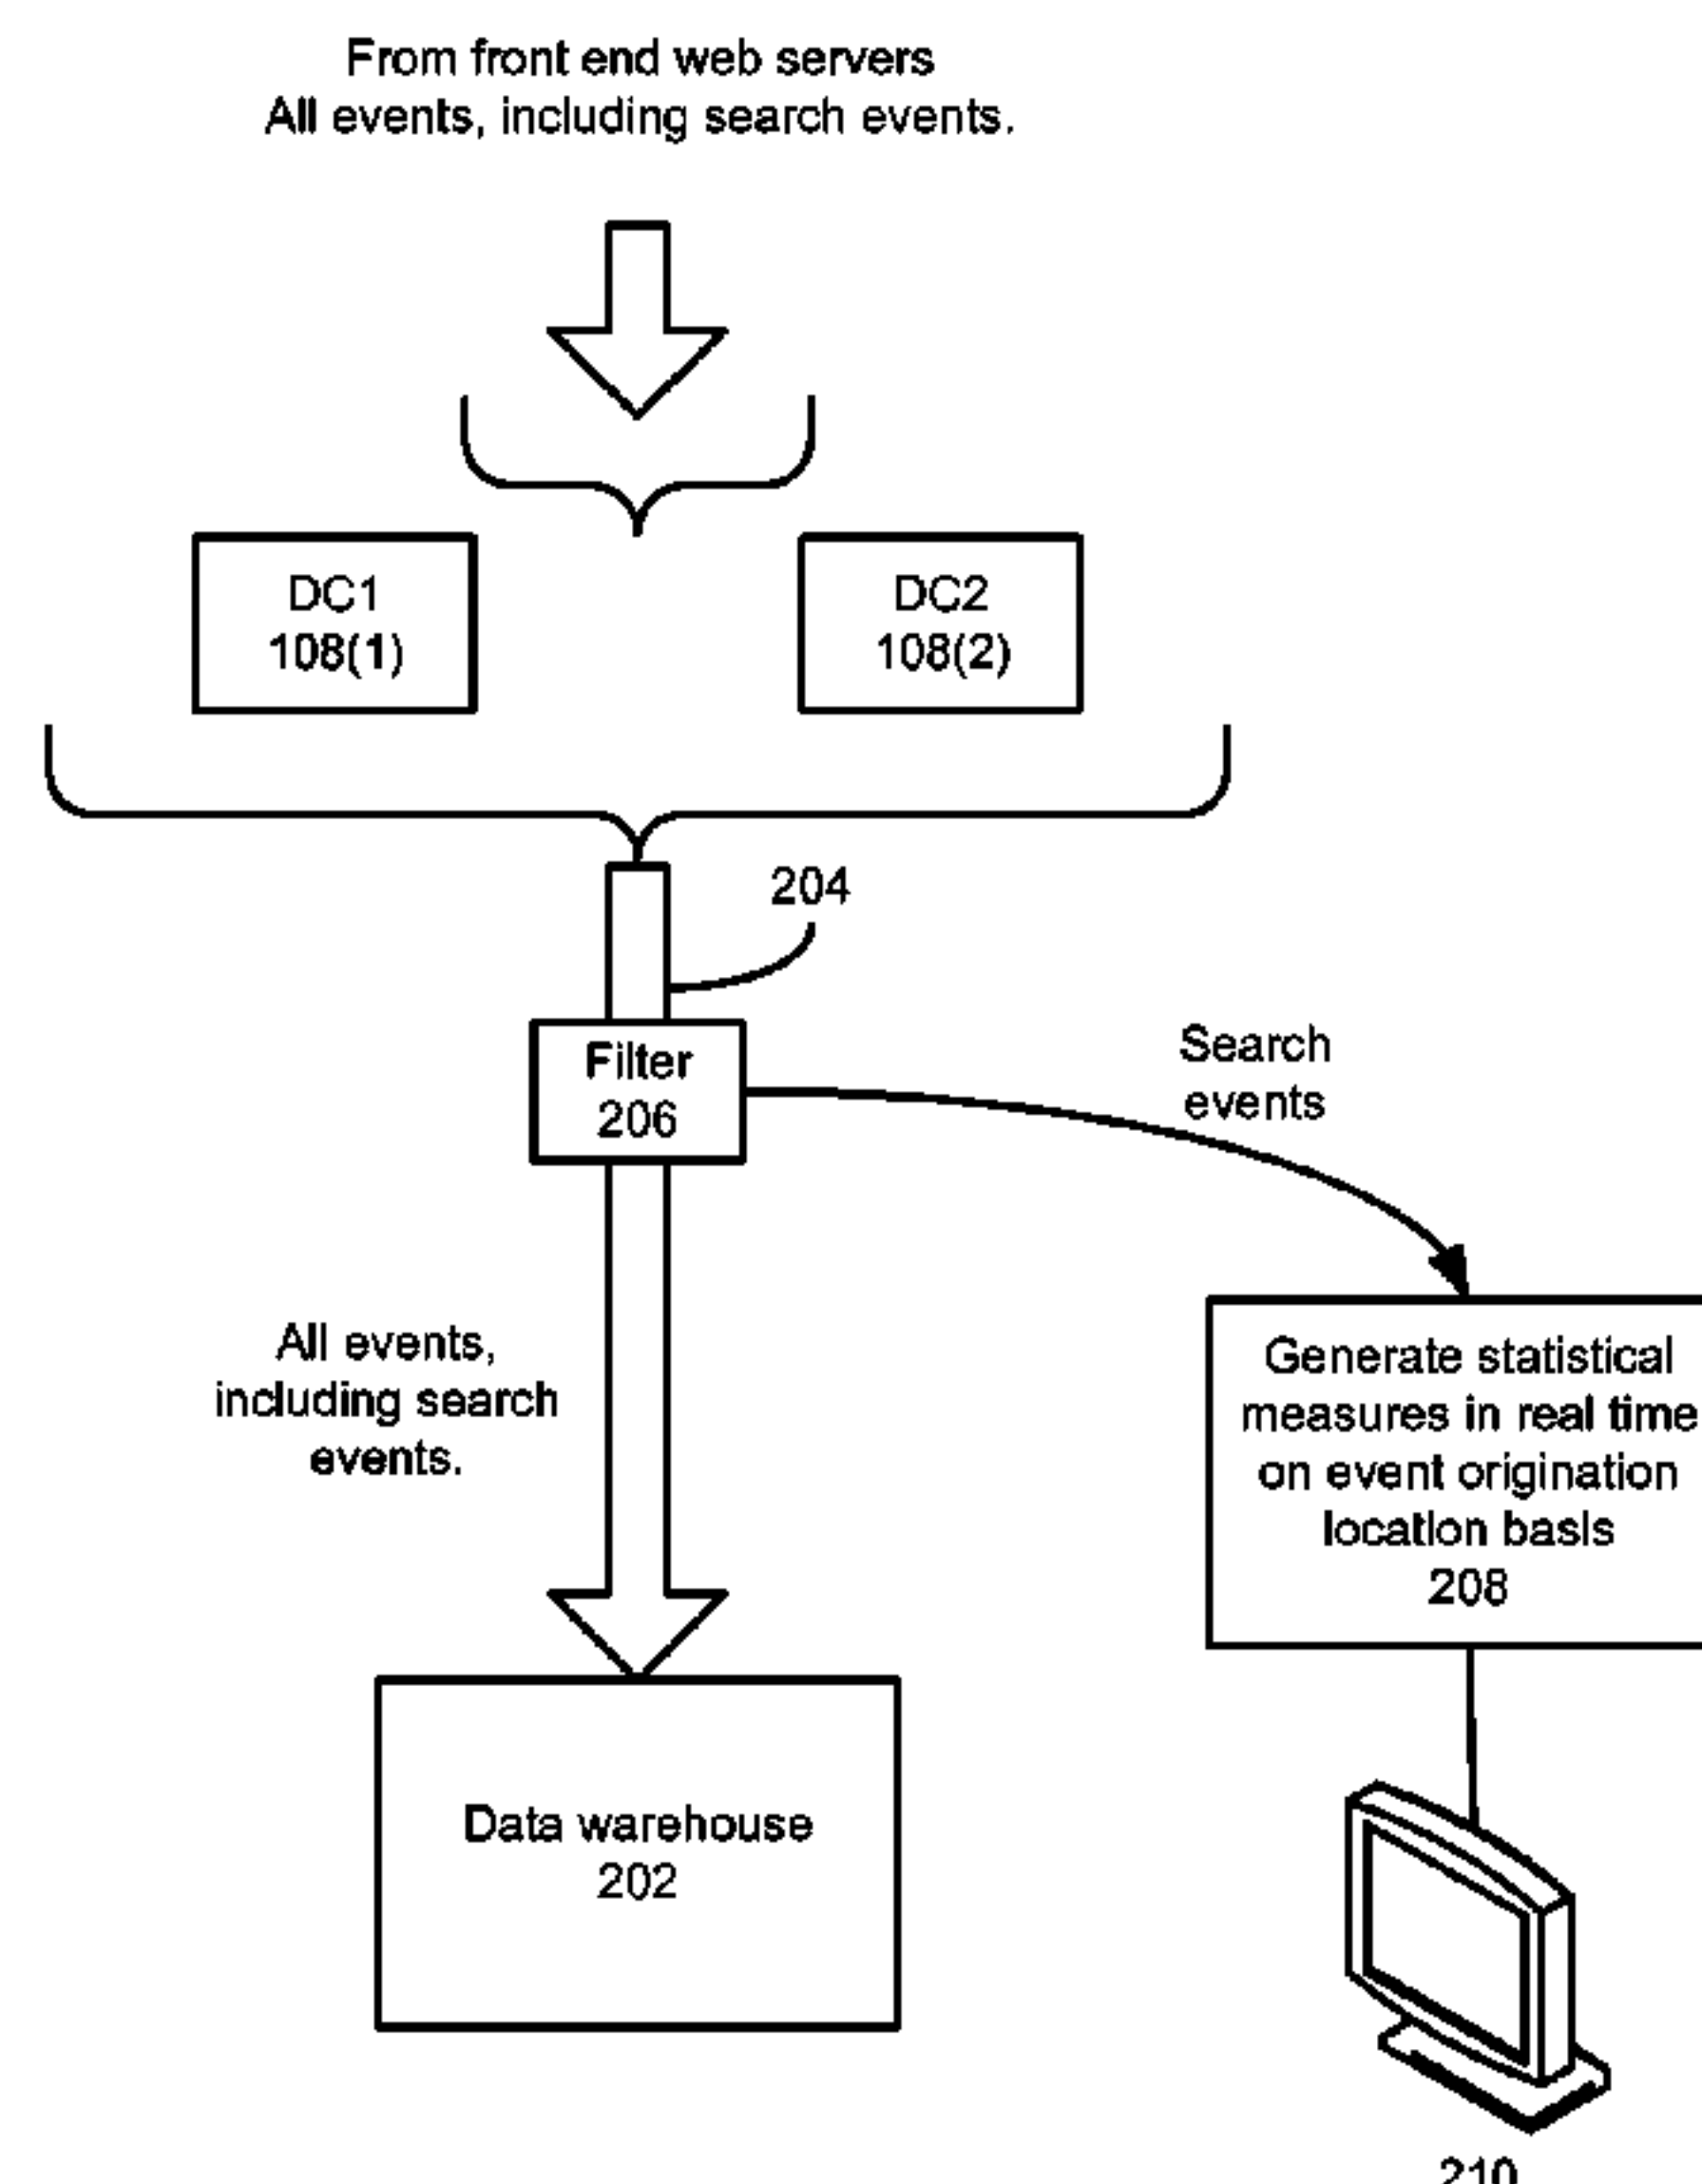 From front end web servers
All events, including search events.
DC1
108(1)
DC2
108(2)
204
Filter
206
Search
events
All events,
including search
events.
Generate statistical
measures in real time
on event origination
location basis
208
Data warehouse
202
210